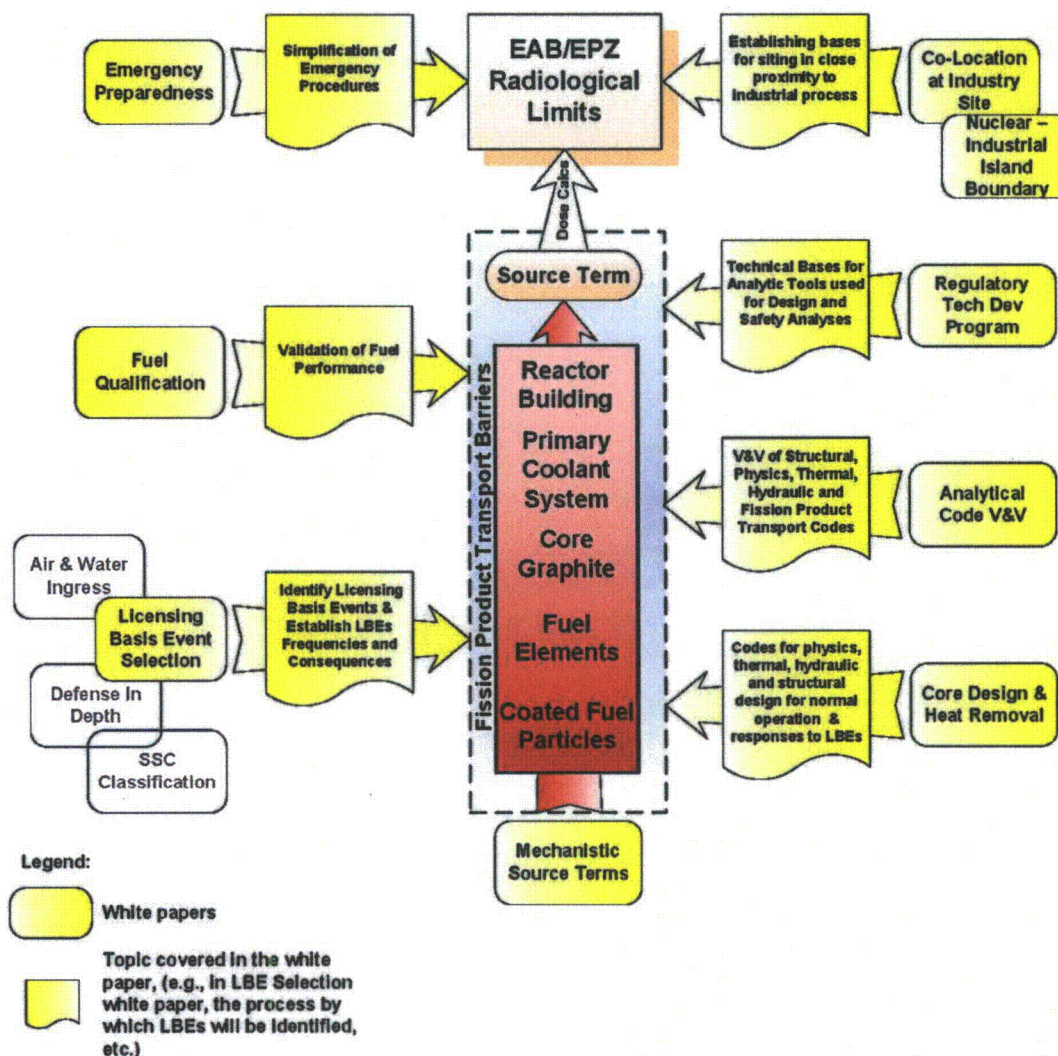 Emergency
Preparedness
Simplification of
Emergency
Procedures
EAB/EPZ
Radiological
Limits
Establishing bases
for siting in close
proximity to
Industrial process
Co-Location
at Industry
Site
Nuclear –
Industrial
Island
Boundary
Dose Calcs
Source Term
Technical Bases for
Analytic Tools used
for Design and
Safety Analyses
Regulatory
Tech Dev
Program
Fuel
Qualification
Validation of Fuel
Performance
Fission Product Transport Barriers
Reactor
Building
Primary
Coolant
System
Core
Graphite
Fuel
Elements
Coated Fuel
Particles
V&V of Structural,
Physics, Thermal,
Hydraulic and
Fission Product
Transport Codes
Analytical
Code V&V
Air & Water
Ingress
Licensing
Basis Event
Selection
Defense In
Depth
SSC
Classification
Identify Licensing
Basis Events &
Establish LBEs
Frequencies and
Consequences
Codes for physics,
thermal, hydraulic
and structural
design for normal
operation &
responses to LBEs
Core Design &
Heat Removal
Mechanistic
Source Terms
Legend:
White papers
Topic covered in the white
paper, (e.g., in LBE Selection
white paper, the process by
which LBEs will be identified,
etc.)